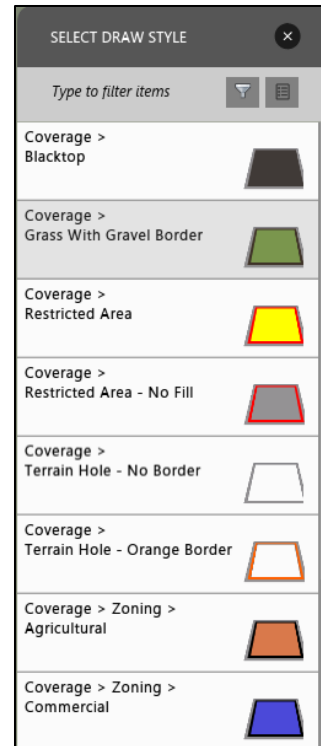 SELECT DRAW STYLE
Type to filter items
Coverage >
Blacktop
Coverage >
Grass With Gravel Border
Coverage >
Restricted Area
Coverage >
Restricted Area - No Fill
Coverage >
Terrain Hole - No Border
Coverage >
Terrain Hole - Orange Border
Coverage > Zoning >
Agricultural
Coverage > Zoning >
Commercial